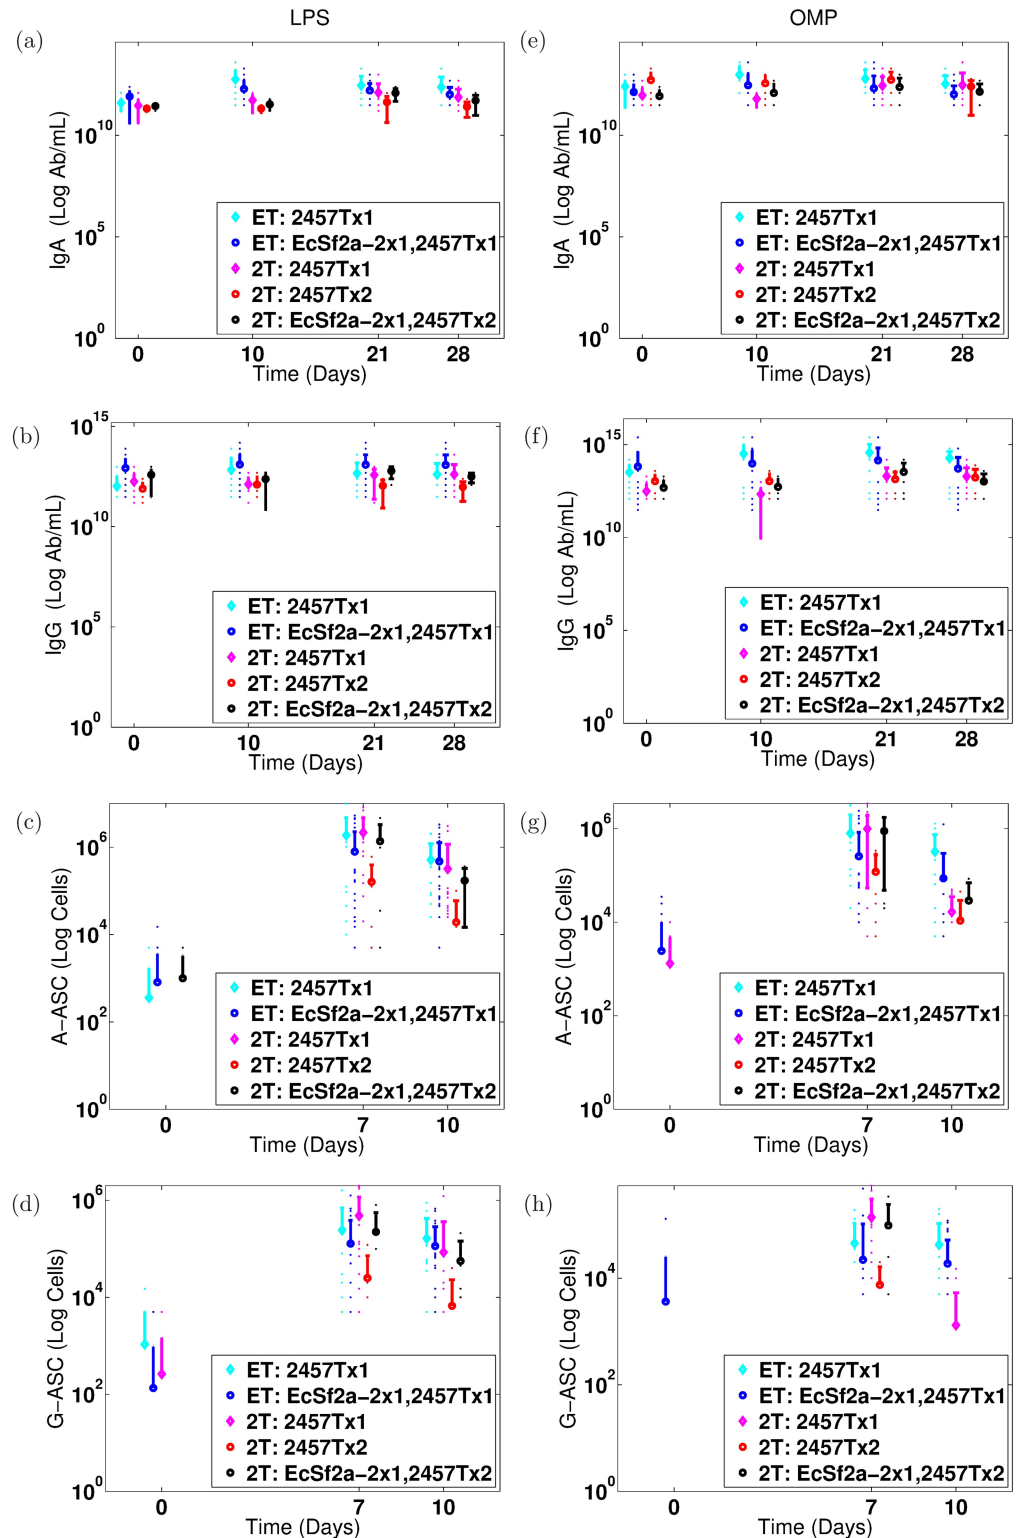 LPS
(a)
10^10
10^5
10^0
IgA (Log Ab/mL)
ET: 2457Tx1
ET: EcSf2a-2x1,2457Tx1
2T: 2457Tx1
2T: 2457Tx2
2T: EcSf2a-2x1,2457Tx2
0 10 21 28
Time (Days)
OMP
(e)
10^10
10^5
10^0
IgA (Log Ab/mL)
ET: 2457Tx1
ET: EcSf2a-2x1,2457Tx1
2T: 2457Tx1
2T: 2457Tx2
2T: EcSf2a-2x1,2457Tx2
0 10 21 28
Time (Days)
(b)
10^15
10^10
10^5
10^0
IgG (Log Ab/mL)
ET: 2457Tx1
ET: EcSf2a-2x1,2457Tx1
2T: 2457Tx1
2T: 2457Tx2
2T: EcSf2a-2x1,2457Tx2
0 10 21 28
Time (Days)
(f)
10^15
10^10
10^5
10^0
IgG (Log Ab/mL)
ET: 2457Tx1
ET: EcSf2a-2x1,2457Tx1
2T: 2457Tx1
2T: 2457Tx2
2T: EcSf2a-2x1,2457Tx2
0 10 21 28
Time (Days)
(c)
10^6
10^4
10^2
10^0
A-ASC (Log Cells)
ET: 2457Tx1
ET: EcSf2a-2x1,2457Tx1
2T: 2457Tx1
2T: 2457Tx2
2T: EcSf2a-2x1,2457Tx2
0 7 10
Time (Days)
(g)
10^6
10^4
10^2
10^0
A-ASC (Log Cells)
ET: 2457Tx1
ET: EcSf2a-2x1,2457Tx1
2T: 2457Tx1
2T: 2457Tx2
2T: EcSf2a-2x1,2457Tx2
0 7 10
Time (Days)
(d)
10^6
10^4
10^2
10^0
G-ASC (Log Cells)
ET: 2457Tx1
ET: EcSf2a-2x1,2457Tx1
2T: 2457Tx1
2T: 2457Tx2
2T: EcSf2a-2x1,2457Tx2
0 7 10
Time (Days)
(h)
10^4
10^2
10^0
G-ASC (Log Cells)
ET: 2457Tx1
ET: EcSf2a-2x1,2457Tx1
2T: 2457Tx1
2T: 2457Tx2
2T: EcSf2a-2x1,2457Tx2
0 7 10
Time (Days)